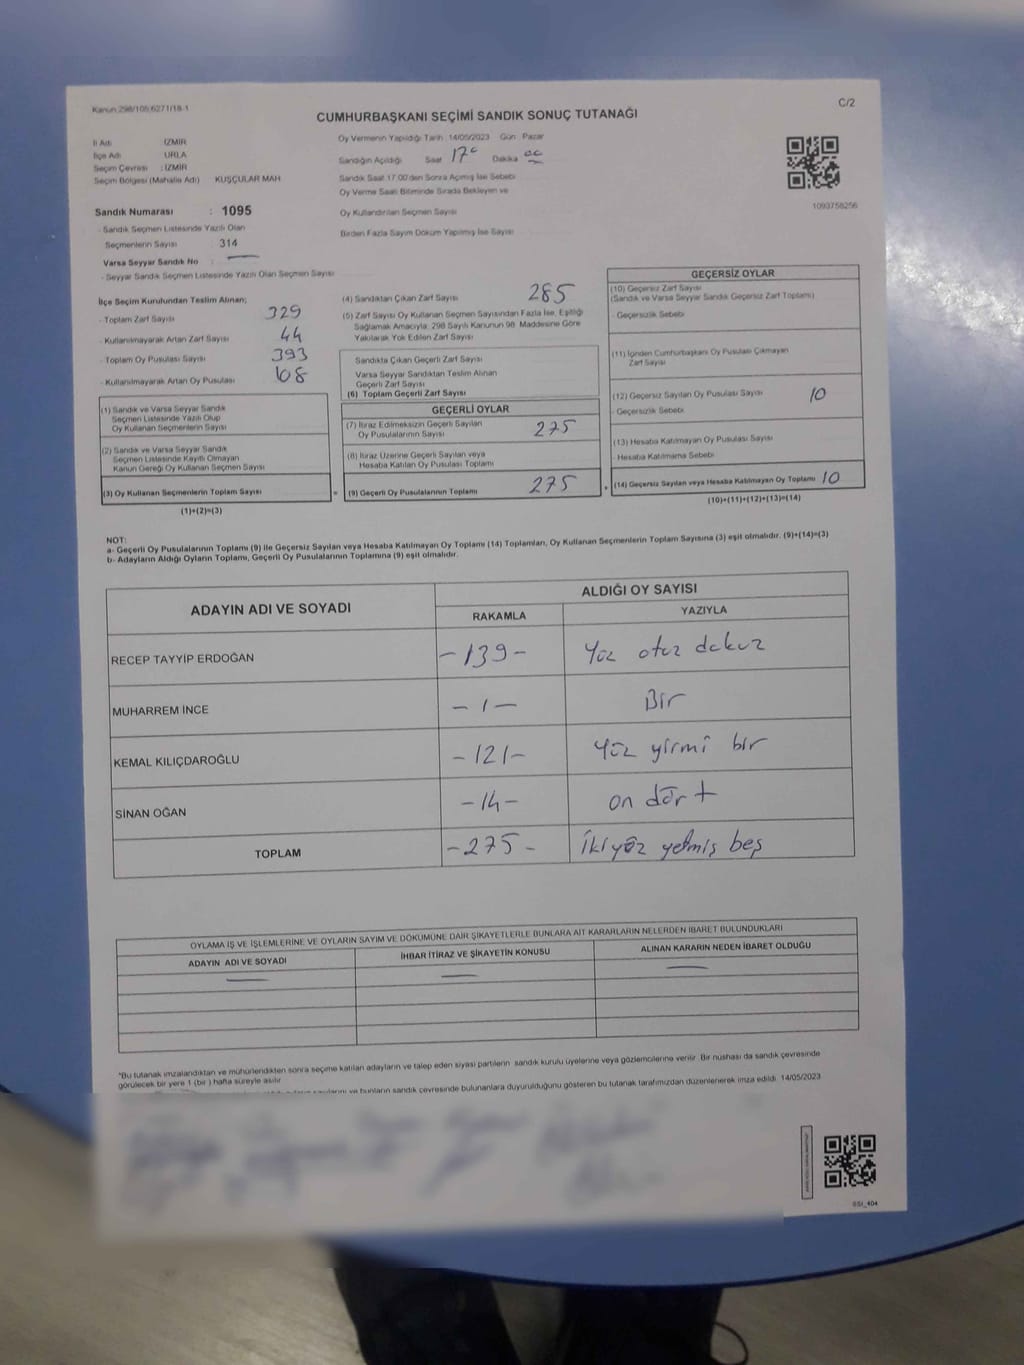 Kanun:298/105;6271/18-1
C/2
CUMHURBAŞKANI SEÇİMİ SANDIK SONUÇ TUTANAĞI
İl Adı : İZMİR
İlçe Adı : URLA
Seçim Çevresi : İZMİR
Seçim Bölgesi (Mahalle Adı) KUŞÇULAR MAH
Oy Vermenin Yapıldığı Tarih : 14/05/2023 Gün : Pazar
Sandığın Açıldığı Saat 17 Dakika
Sandık Saat 17:00'den Sonra Açmış İse Sebebi
Oy Verme Saati Bitiminde Sırada Bekleyen ve
Oy Kullandırılan Seçmen Sayısı
Birden Fazla Sayım Döküm Yapılmış İse Sayısı
1093758256
Sandık Numarası : 1095
- Sandık Seçmen Listesinde Yazılı Olan
Seçmenlerin Sayısı : 314
Varsa Seyyar Sandık No : —
- Seyyar Sandık Seçmen Listesinde Yazılı Olan Seçmen Sayısı
İlçe Seçim Kurulundan Teslim Alınan;
- Toplam Zarf Sayısı 329
- Kullanılmayarak Artan Zarf Sayısı 44
- Toplam Oy Pusulası Sayısı 393
- Kullanılmayarak Artan Oy Pusulası 108
(1) Sandık ve Varsa Seyyar Sandık
Seçmen Listesinde Yazılı Olup
Oy Kullanan Seçmenlerin Sayısı
(2) Sandık ve Varsa Seyyar Sandık
Seçmen Listesinde Kayıtlı Olmayan
Kanun Gereği Oy Kullanan Seçmen Sayısı
(3) Oy Kullanan Seçmenlerin Toplam Sayısı
(1)+(2)=(3)
(4) Sandıktan Çıkan Zarf Sayısı 285
(5) Zarf Sayısı Oy Kullanan Seçmen Sayısından Fazla İse, Eşitliği
Sağlamak Amacıyla, 298 Sayılı Kanunun 98. Maddesine Göre
Yakılarak Yok Edilen Zarf Sayısı
Sandıkta Çıkan Geçerli Zarf Sayısı
Varsa Seyyar Sandıktan Teslim Alınan
Geçerli Zarf Sayısı
(6) Toplam Geçerli Zarf Sayısı
GEÇERLİ OYLAR
(7) İtiraz Edilmeksizin Geçerli Sayılan
Oy Pusulalarının Sayısı 275
(8) İtiraz Üzerine Geçerli Sayılan veya
Hesaba Katılan Oy Pusulası Toplamı
= (9) Geçerli Oy Pusulalarının Toplamı 275
GEÇERSİZ OYLAR
(10) Geçersiz Zarf Sayısı
(Sandık ve Varsa Seyyar Sandık Geçersiz Zarf Toplamı)
- Geçersizlik Sebebi
(11) İçinden Cumhurbaşkanı Oy Pusulası Çıkmayan
Zarf Sayısı
(12) Geçersiz Sayılan Oy Pusulası Sayısı 10
- Geçersizlik Sebebi
(13) Hesaba Katılmayan Oy Pusulası Sayısı
- Hesaba Katılmama Sebebi
+ (14) Geçersiz Sayılan veya Hesaba Katılmayan Oy Toplamı 10
(10)+(11)+(12)+(13)=(14)
NOT:
a- Geçerli Oy Pusulalarının Toplamı (9) ile Geçersiz Sayılan veya Hesaba Katılmayan Oy Toplamı (14) Toplamları, Oy Kullanan Seçmenlerin Toplam Sayısına (3) eşit olmalıdır. (9)+(14)=(3)
b- Adayların Aldığı Oyların Toplamı, Geçerli Oy Pusulalarının Toplamına (9) eşit olmalıdır.
ADAYIN ADI VE SOYADI
ALDIĞI OY SAYISI
RAKAMLA YAZIYLA
RECEP TAYYİP ERDOĞAN -139- Yüz otuz dokuz
MUHARREM İNCE -1- Bir
KEMAL KILIÇDAROĞLU -121- Yüz yirmi bir
SİNAN OĞAN -14- on dört
TOPLAM -275- İki yüz yetmiş beş
OYLAMA İŞ VE İŞLEMLERİNE VE OYLARIN SAYIM VE DÖKÜMÜNE DAİR ŞİKAYETLERLE BUNLARA AİT KARARLARIN NELERDEN İBARET BULUNDUKLARI
ADAYIN ADI VE SOYADI İHBAR İTİRAZ VE ŞİKAYETİN KONUSU ALINAN KARARIN NEDEN İBARET OLDUĞU
— — —
"Bu tutanak imzalandıktan ve mühürlendikten sonra seçime katılan adayların ve talep eden siyasi partilerin sandık kurulu üyelerine veya gözlemcilerine verilir. Bir nüshası da sandık çevresinde
görülecek bir yere 1 (bir) hafta süreyle asılır.
ve bunların sandık çevresinde bulunanlara duyurulduğunu gösteren bu tutanak tarafımızdan düzenlenerek imza edildi. 14/05/2023
SSI_404